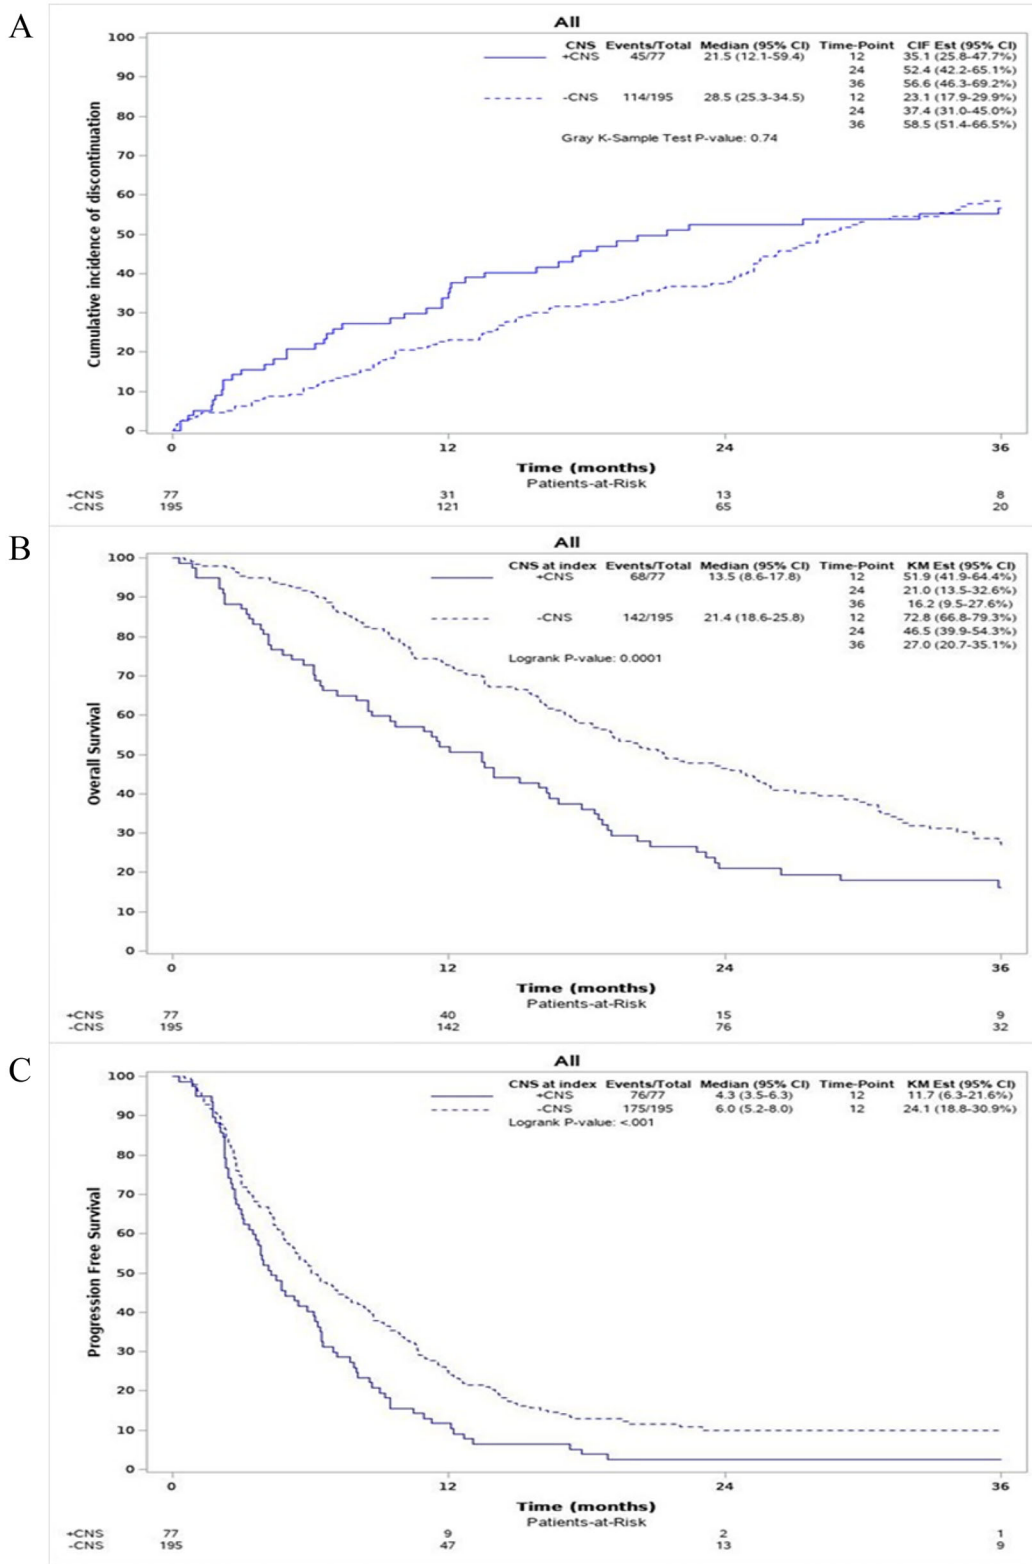 A
All
CNS Events/Total Median (95% CI) Time-Point CIF Est (95% CI)
+CNS 45/77 21.5 (12.1-59.4) 12 35.1 (25.8-47.7%)
24 52.4 (42.2-65.1%)
36 56.6 (46.3-69.2%)
-CNS 114/195 28.5 (25.3-34.5) 12 23.1 (17.9-29.9%)
24 37.4 (31.0-45.0%)
36 58.5 (51.4-66.5%)
Gray K-Sample Test P-value: 0.74
Cumulative incidence of discontinuation
100
90
80
70
60
50
40
30
20
10
0
0 12 24 36
Time (months)
Patients-at-Risk
+CNS 77 31 13 8
-CNS 195 121 65 20
B
All
CNS at index Events/Total Median (95% CI) Time-Point KM Est (95% CI)
+CNS 68/77 13.5 (8.6-17.8) 12 51.9 (41.9-64.4%)
24 21.0 (13.5-32.6%)
36 16.2 (9.5-27.6%)
-CNS 142/195 21.4 (18.6-25.8) 12 72.8 (66.8-79.3%)
24 46.5 (39.9-54.3%)
36 27.0 (20.7-35.1%)
Logrank P-value: 0.0001
Overall Survival
100
90
80
70
60
50
40
30
20
10
0
0 12 24 36
Time (months)
Patients-at-Risk
+CNS 77 40 15 9
-CNS 195 142 76 32
C
All
CNS at index Events/Total Median (95% CI) Time-Point KM Est (95% CI)
+CNS 76/77 4.3 (3.5-6.3) 12 11.7 (6.3-21.6%)
-CNS 175/195 6.0 (5.2-8.0) 12 24.1 (18.8-30.9%)
Logrank P-value: <.001
Progression Free Survival
100
90
80
70
60
50
40
30
20
10
0
0 12 24 36
Time (months)
Patients-at-Risk
+CNS 77 9 2 1
-CNS 195 47 13 9